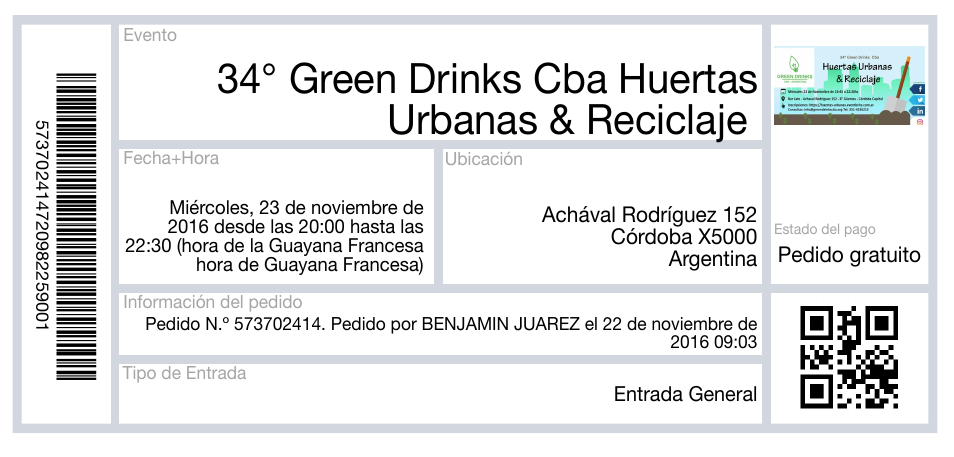 573702414720982259001
Evento
34° Green Drinks Cba Huertas
Urbanas & Reciclaje
Fecha+Hora
Miércoles, 23 de noviembre de
2016 desde las 20:00 hasta las
22:30 (hora de la Guayana Francesa
hora de Guayana Francesa)
Ubicación
Achával Rodríguez 152
Córdoba X5000
Argentina
34° Green Drinks Cba
Huertas Urbanas
& Reciclaje
GREEN DRINKS
Estado del pago
Pedido gratuito
Información del pedido
Pedido N.º 573702414. Pedido por BENJAMIN JUAREZ el 22 de noviembre de
2016 09:03
Tipo de Entrada
Entrada General